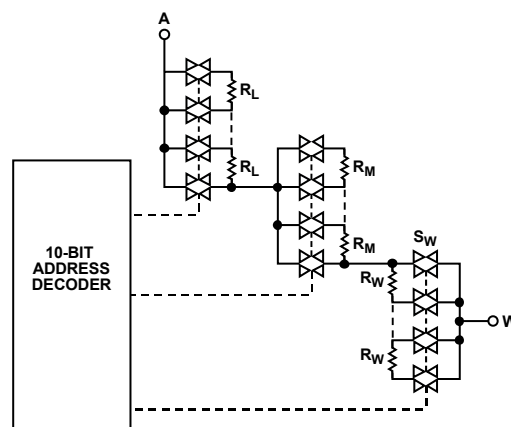 A
RL
RL
RM
RM
SW
RW
RW
W
10-BIT
ADDRESS
DECODER